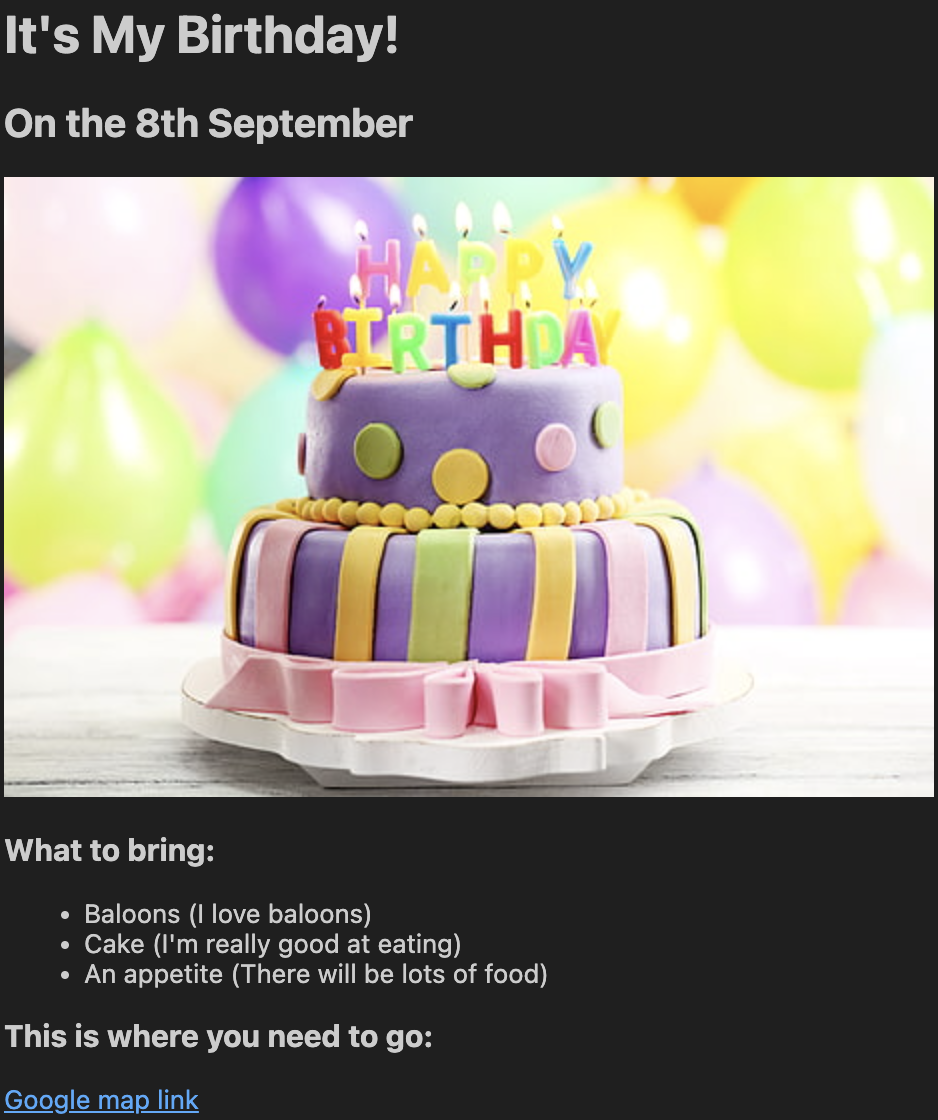 It's My Birthday!
On the 8th September
HAPPY
BIRTHDAY
What to bring:
• Baloons (I love baloons)
• Cake (I'm really good at eating)
• An appetite (There will be lots of food)
This is where you need to go:
Google map link